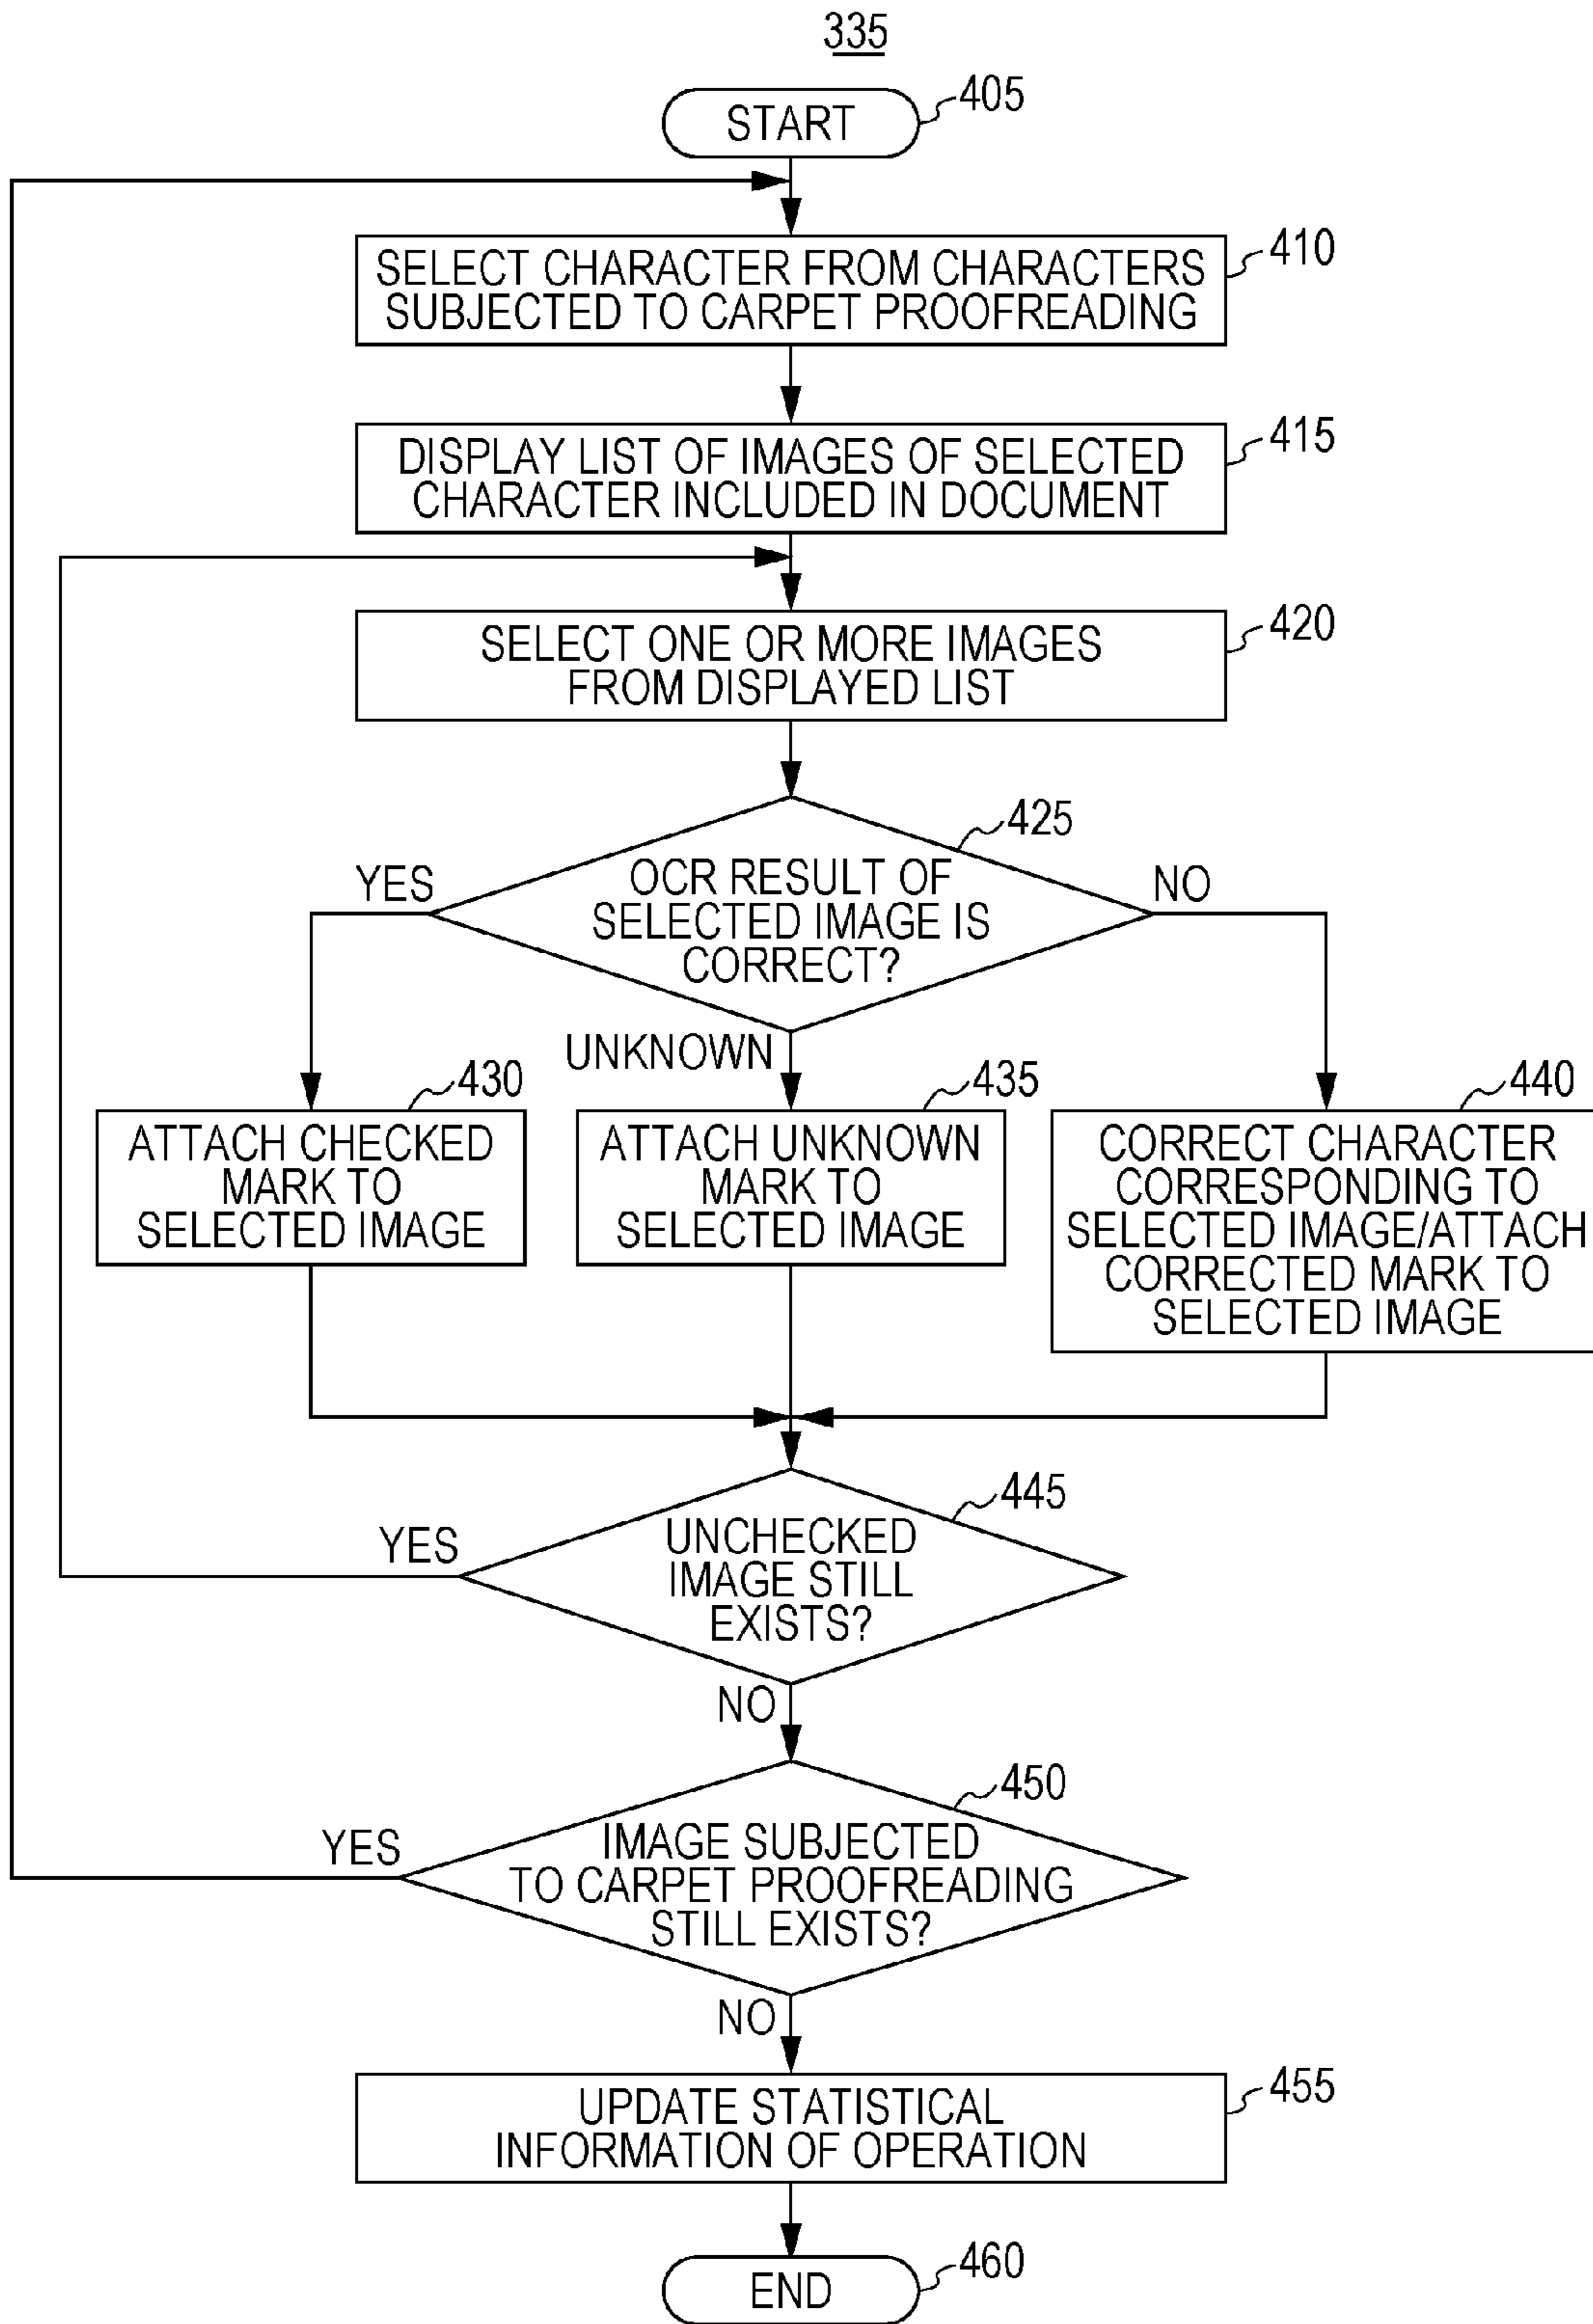 335
START
405
SELECT CHARACTER FROM CHARACTERS
SUBJECTED TO CARPET PROOFREADING
410
DISPLAY LIST OF IMAGES OF SELECTED
CHARACTER INCLUDED IN DOCUMENT
415
SELECT ONE OR MORE IMAGES
FROM DISPLAYED LIST
420
425
OCR RESULT OF
SELECTED IMAGE IS
CORRECT?
YES
NO
UNKNOWN
430
ATTACH CHECKED
MARK TO
SELECTED IMAGE
435
ATTACH UNKNOWN
MARK TO
SELECTED IMAGE
440
CORRECT CHARACTER
CORRESPONDING TO
SELECTED IMAGE/ATTACH
CORRECTED MARK TO
SELECTED IMAGE
445
UNCHECKED
IMAGE STILL
EXISTS?
YES
NO
450
IMAGE SUBJECTED
TO CARPET PROOFREADING
STILL EXISTS?
YES
NO
UPDATE STATISTICAL
INFORMATION OF OPERATION
455
END
460